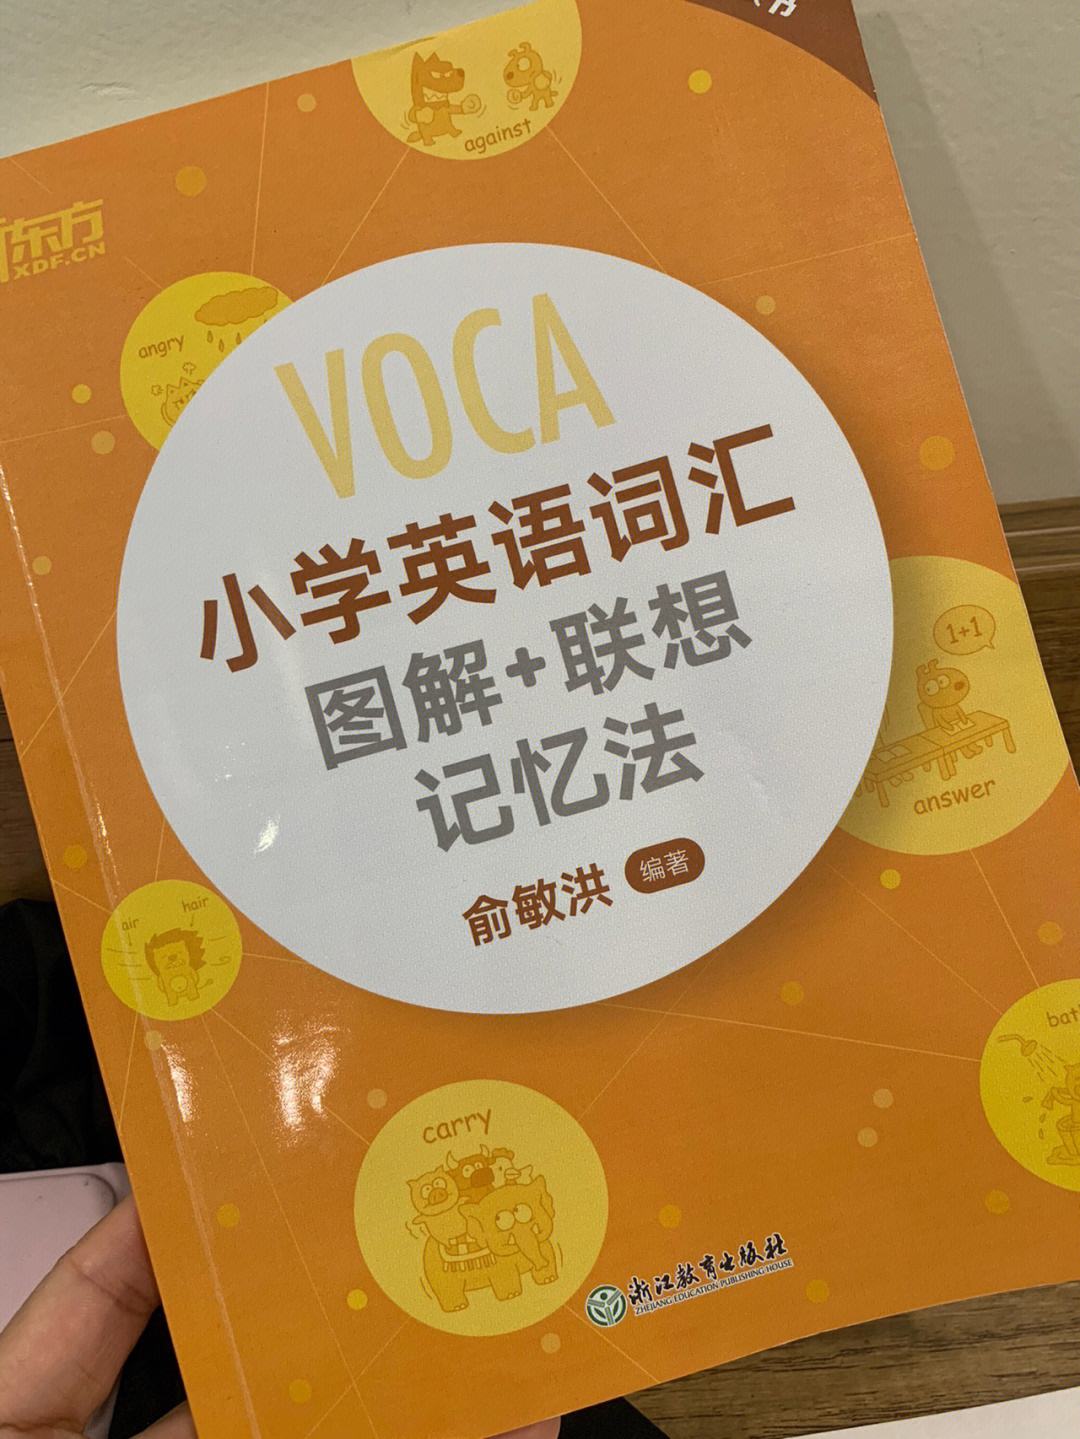 against
东方
XDF.CN
angry
VOCA
小学英语词汇
图解+联想
记忆法
俞敏洪 编著
1+1
answer
hair
air
carry
浙江教育出版社
ZHEJIANG EDUCATION PUBLISHING HOUSE